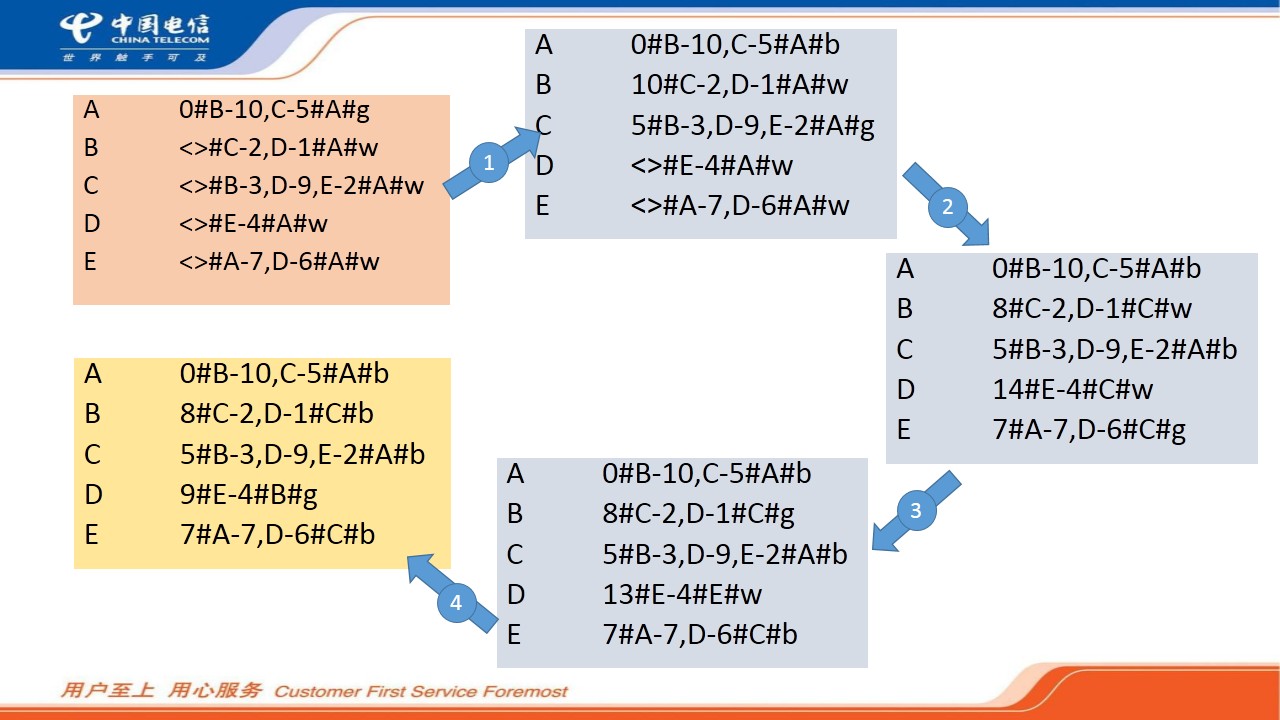 中国电信
CHINA TELECOM
世界触手可及
A 0#B-10,C-5#A#g
B <>#C-2,D-1#A#w
C <>#B-3,D-9,E-2#A#w
D <>#E-4#A#w
E <>#A-7,D-6#A#w
1
A 0#B-10,C-5#A#b
B 10#C-2,D-1#A#w
C 5#B-3,D-9,E-2#A#g
D <>#E-4#A#w
E <>#A-7,D-6#A#w
2
A 0#B-10,C-5#A#b
B 8#C-2,D-1#C#w
C 5#B-3,D-9,E-2#A#b
D 14#E-4#C#w
E 7#A-7,D-6#C#g
3
A 0#B-10,C-5#A#b
B 8#C-2,D-1#C#g
C 5#B-3,D-9,E-2#A#b
D 13#E-4#E#w
E 7#A-7,D-6#C#b
4
A 0#B-10,C-5#A#b
B 8#C-2,D-1#C#b
C 5#B-3,D-9,E-2#A#b
D 9#E-4#B#g
E 7#A-7,D-6#C#b
用户至上 用心服务 Customer First Service Foremost